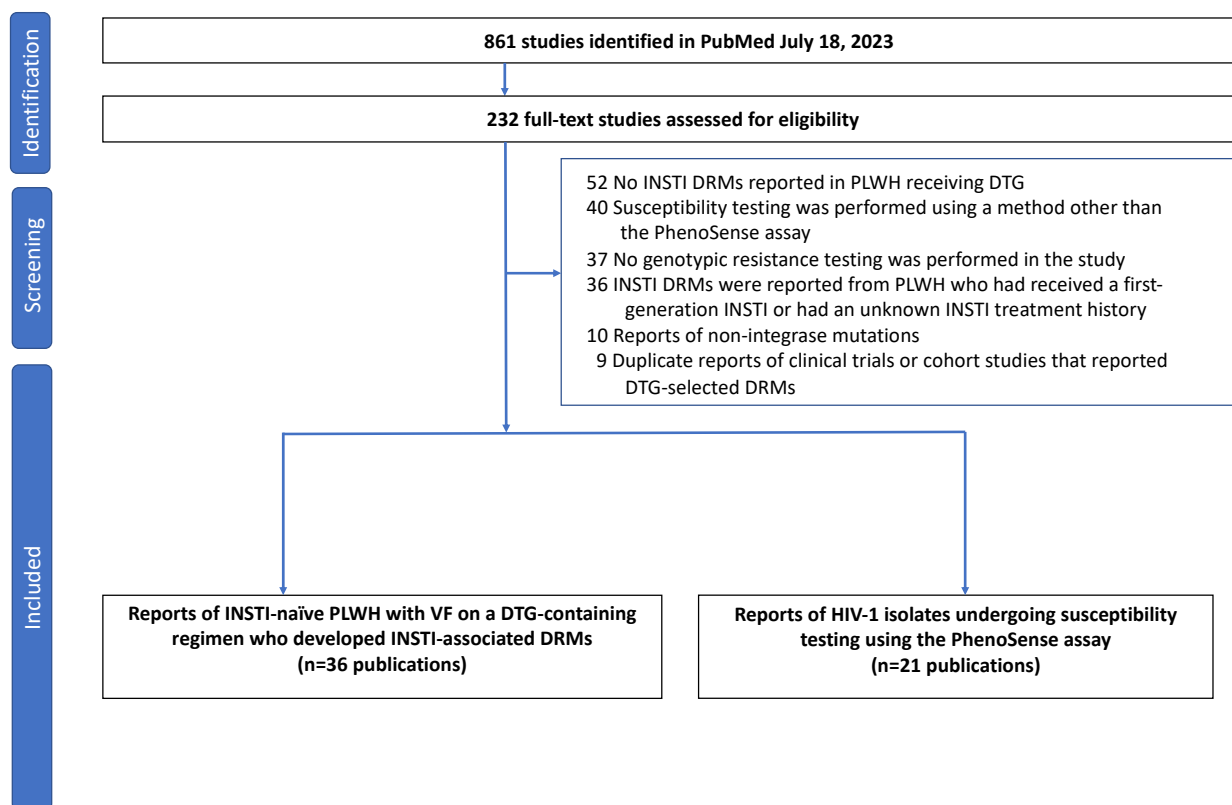 Identification
861 studies identified in PubMed July 18, 2023
232 full-text studies assessed for eligibility
Screening
52 No INSTI DRMs reported in PLWH receiving DTG
40 Susceptibility testing was performed using a method other than
the PhenoSense assay
37 No genotypic resistance testing was performed in the study
36 INSTI DRMs were reported from PLWH who had received a first-
generation INSTI or had an unknown INSTI treatment history
10 Reports of non-integrase mutations
9 Duplicate reports of clinical trials or cohort studies that reported
DTG-selected DRMs
Included
Reports of INSTI-naïve PLWH with VF on a DTG-containing
regimen who developed INSTI-associated DRMs
(n=36 publications)
Reports of HIV-1 isolates undergoing susceptibility
testing using the PhenoSense assay
(n=21 publications)